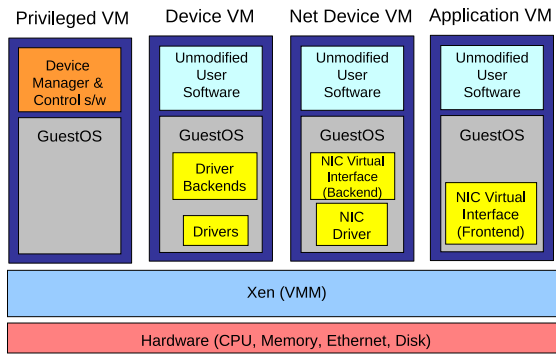 Privileged VM
Device VM
Net Device VM
Application VM
Device
Manager &
Control s/w
Unmodified
User
Software
Unmodified
User
Software
Unmodified
User
Software
GuestOS
GuestOS
GuestOS
GuestOS
Driver
Backends
Drivers
NIC Virtual
Interface
(Backend)
NIC
Driver
NIC Virtual
Interface
(Frontend)
Xen (VMM)
Hardware (CPU, Memory, Ethernet, Disk)